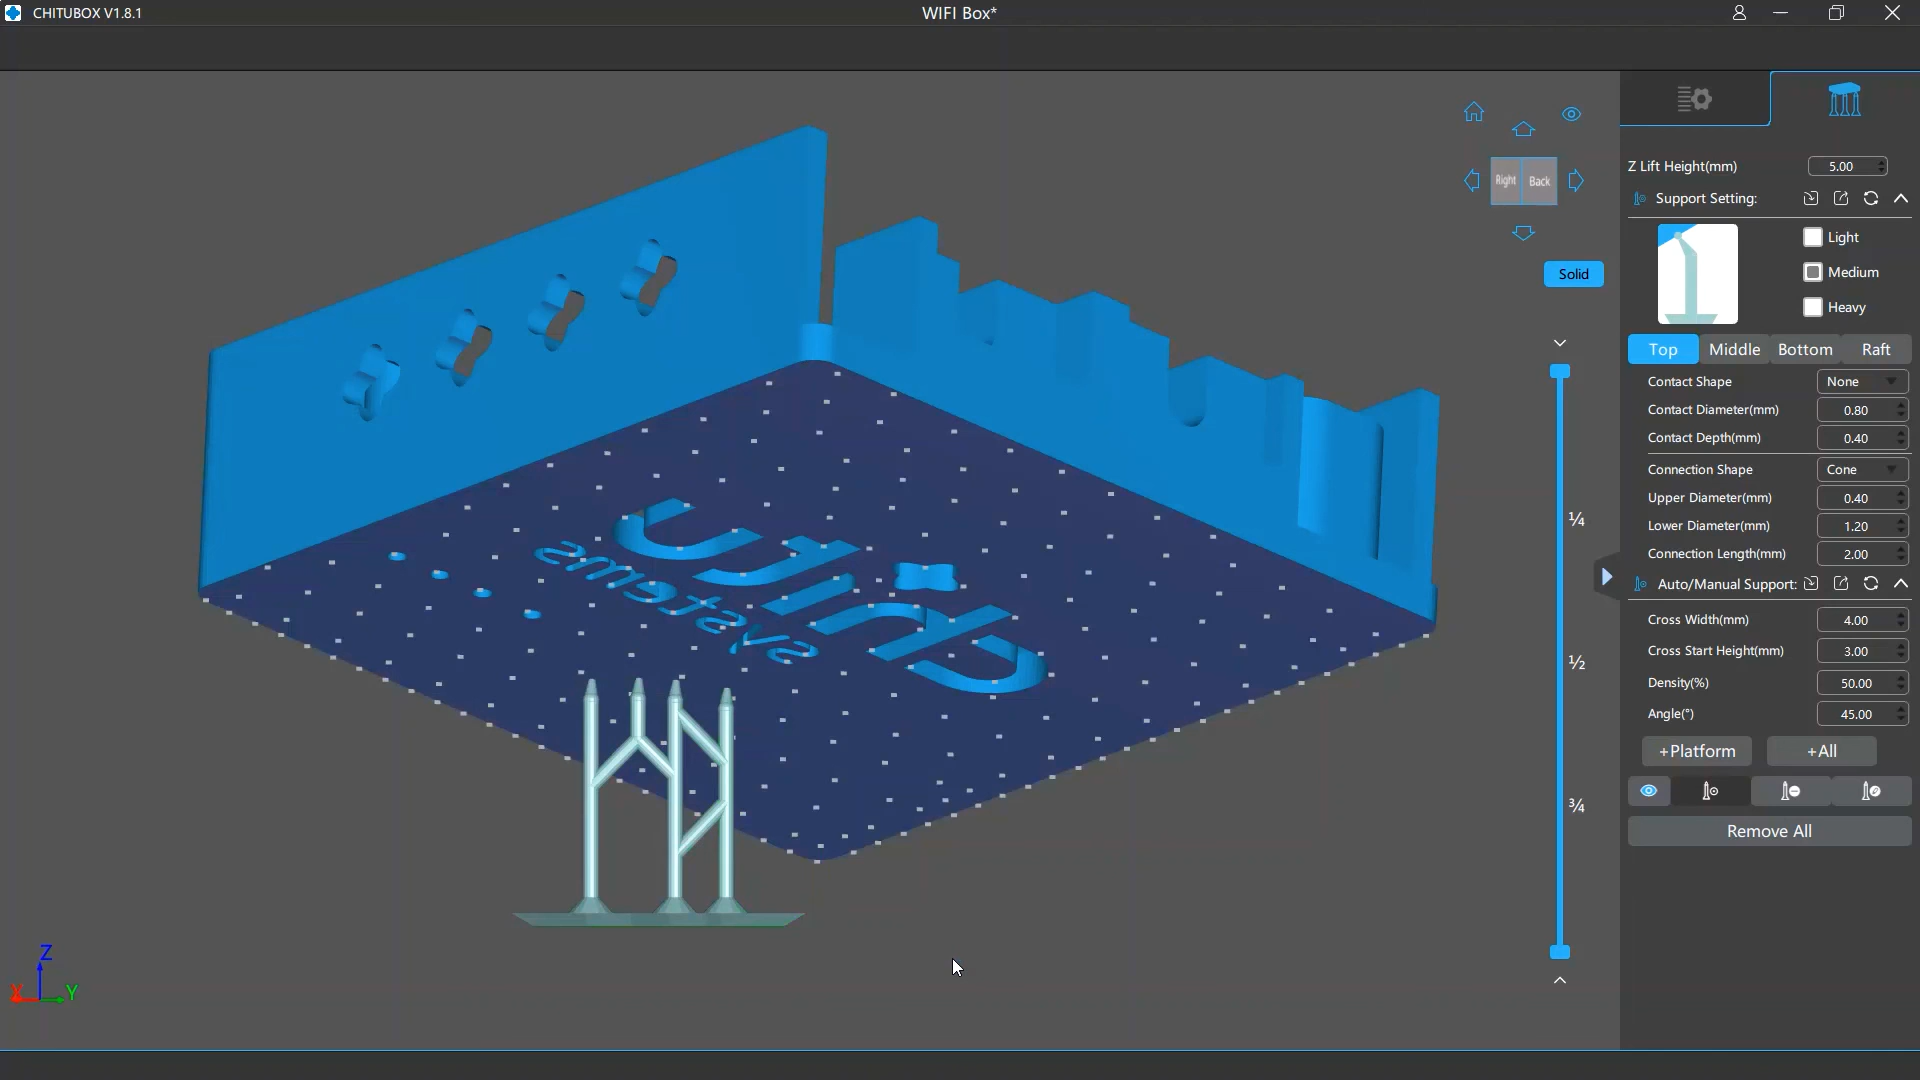 CHITUBOX V1.8.1
WIFI Box*
Right
Back
Solid
¼
½
¾
Z Lift Height(mm) 5.00
Support Setting:
Light
Medium
Heavy
Top Middle Bottom Raft
Contact Shape None
Contact Diameter(mm) 0.80
Contact Depth(mm) 0.40
Connection Shape Cone
Upper Diameter(mm) 0.40
Lower Diameter(mm) 1.20
Connection Length(mm) 2.00
Auto/Manual Support:
Cross Width(mm) 4.00
Cross Start Height(mm) 3.00
Density(%) 50.00
Angle(°) 45.00
+Platform +All
Remove All
Z
X
Y